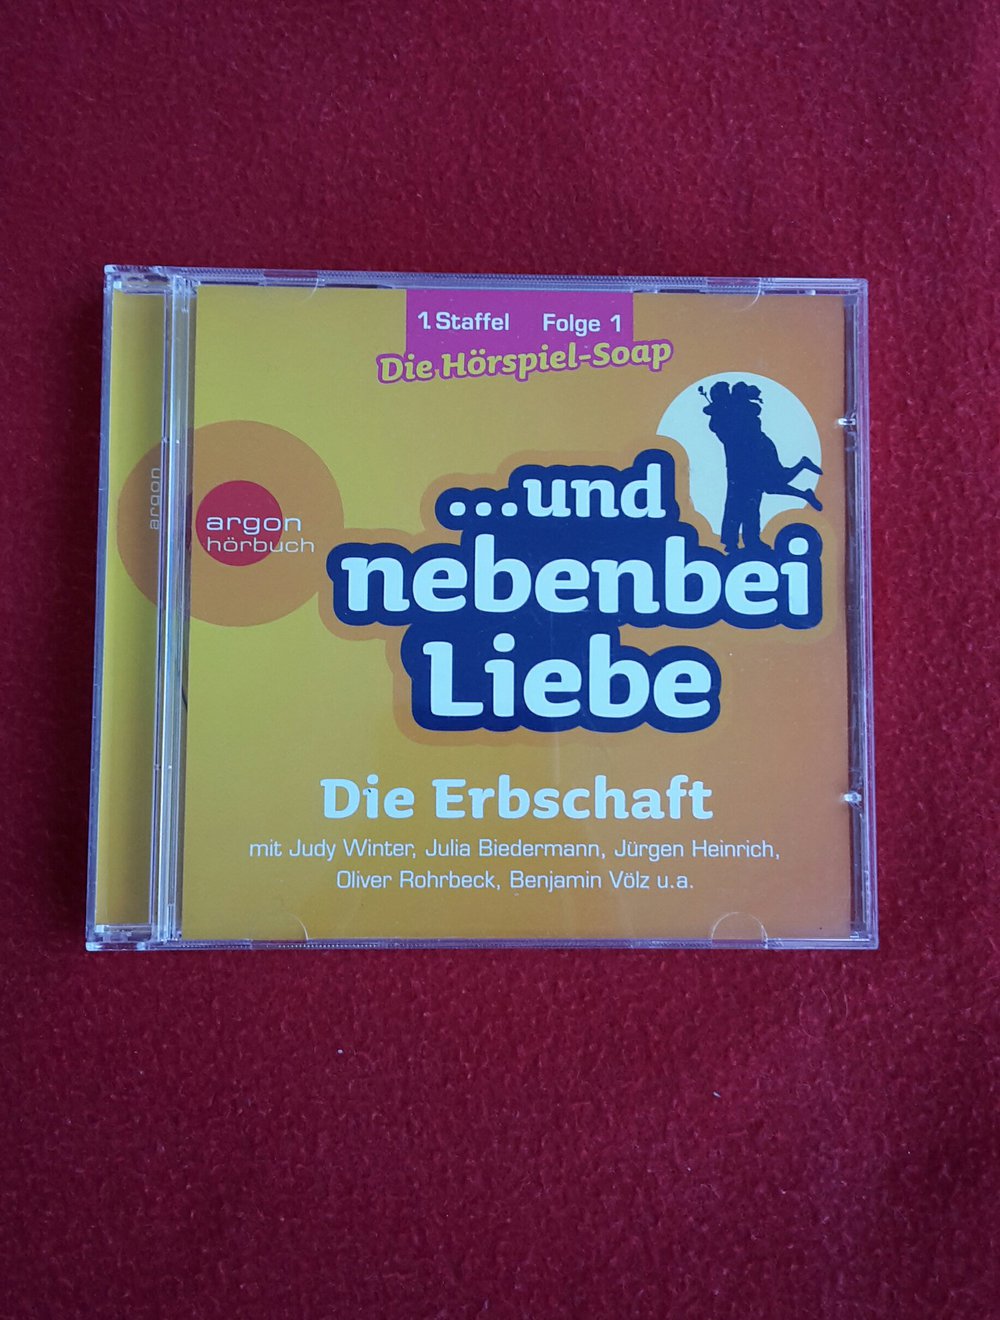 1. Staffel Folge 1
Die Hörspiel-Soap
argon
argon
hörbuch
...und
nebenbei
Liebe
Die Erbschaft
mit Judy Winter, Julia Biedermann, Jürgen Heinrich,
Oliver Rohrbeck, Benjamin Völz u.a.